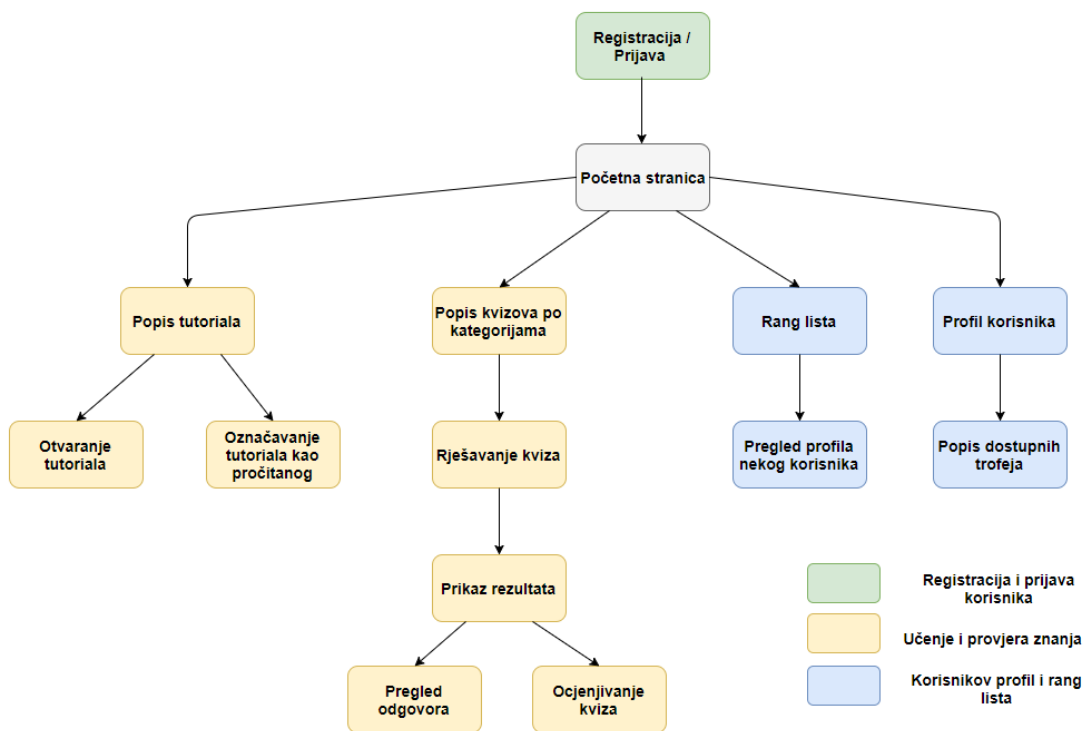 Registracija /
Prijava
Početna stranica
Popis tutoriala
Popis kvizova po
kategorijama
Rang lista
Profil korisnika
Otvaranje
tutoriala
Označavanje
tutoriala kao
pročitanog
Rješavanje kviza
Pregled profila
nekog korisnika
Popis dostupnih
trofeja
Prikaz rezultata
Pregled
odgovora
Ocjenjivanje
kviza
Registracija i prijava
korisnika
Učenje i provjera znanja
Korisnikov profil i rang
lista